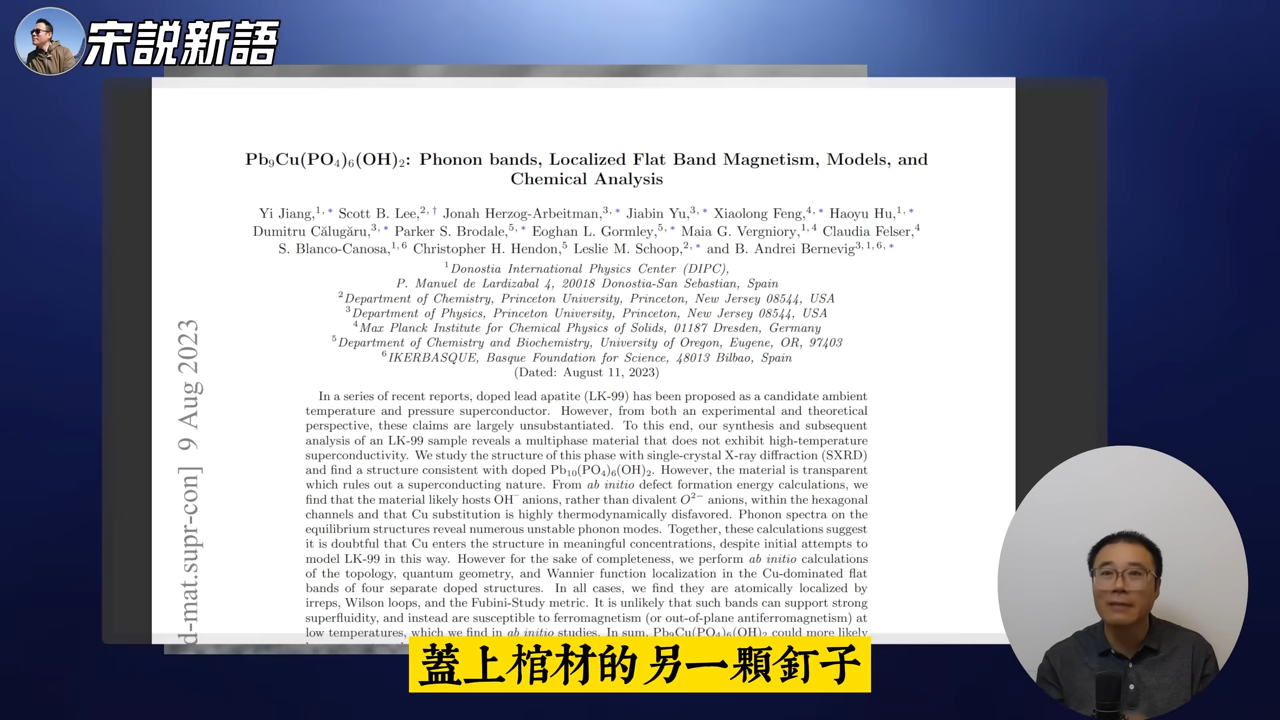 宋説新語
Pb₉Cu(PO₄)₆(OH)₂: Phonon bands, Localized Flat Band Magnetism, Models, and
Chemical Analysis
Yi Jiang,¹,* Scott B. Lee,²,† Jonah Herzog-Arbeitman,³,* Jiabin Yu,³,* Xiaolong Feng,⁴,* Haoyu Hu,¹,*
Dumitru Călugăru,³,* Parker S. Brodale,⁵,* Eoghan L. Gormley,⁵,* Maia G. Vergniory,¹,⁴ Claudia Felser,⁴
S. Blanco-Canosa,¹,⁶ Christopher H. Hendon,⁵ Leslie M. Schoop,²,* and B. Andrei Bernevig³,¹,⁶,*
¹Donostia International Physics Center (DIPC),
P. Manuel de Lardizabal 4, 20018 Donostia-San Sebastian, Spain
²Department of Chemistry, Princeton University, Princeton, New Jersey 08544, USA
³Department of Physics, Princeton University, Princeton, New Jersey 08544, USA
⁴Max Planck Institute for Chemical Physics of Solids, 01187 Dresden, Germany
⁵Department of Chemistry and Biochemistry, University of Oregon, Eugene, OR, 97403
⁶IKERBASQUE, Basque Foundation for Science, 48013 Bilbao, Spain
(Dated: August 11, 2023)
In a series of recent reports, doped lead apatite (LK-99) has been proposed as a candidate ambient
temperature and pressure superconductor. However, from both an experimental and theoretical
perspective, these claims are largely unsubstantiated. To this end, our synthesis and subsequent
analysis of an LK-99 sample reveals a multiphase material that does not exhibit high-temperature
superconductivity. We study the structure of this phase with single-crystal X-ray diffraction (SXRD)
and find a structure consistent with doped Pb₁₀(PO₄)₆(OH)₂. However, the material is transparent
which rules out a superconducting nature. From ab initio defect formation energy calculations, we
find that the material likely hosts OH⁻ anions, rather than divalent O²⁻ anions, within the hexagonal
channels and that Cu substitution is highly thermodynamically disfavored. Phonon spectra on the
equilibrium structures reveal numerous unstable phonon modes. Together, these calculations suggest
it is doubtful that Cu enters the structure in meaningful concentrations, despite initial attempts to
model LK-99 in this way. However for the sake of completeness, we perform ab initio calculations
of the topology, quantum geometry, and Wannier function localization in the Cu-dominated flat
bands of four separate doped structures. In all cases, we find they are atomically localized by
irreps, Wilson loops, and the Fubini-Study metric. It is unlikely that such bands can support strong
superfluidity, and instead are susceptible to ferromagnetism (or out-of-plane antiferromagnetism) at
low temperatures, which we find in ab initio studies. In sum, Pb₉Cu(PO₄)₆(OH)₂ could more likely
d-mat.supr-con] 9 Aug 2023
蓋上棺材的另一顆釘子